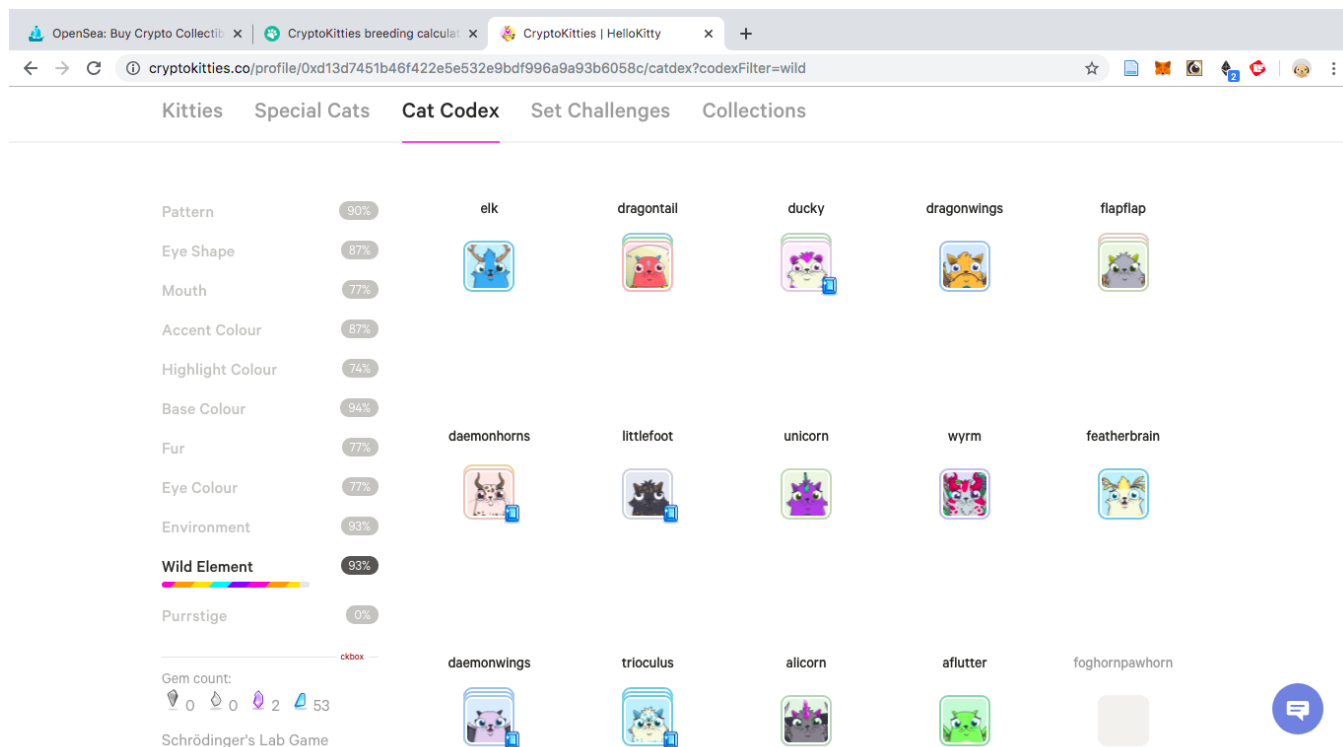 OpenSea: Buy Crypto Collectib
CryptoKitties breeding calculat
CryptoKitties | HelloKitty
cryptokitties.co/profile/0xd13d7451b46f422e5e532e9bdf996a9a93b6058c/catdex?codexFilter=wild
2
Kitties Special Cats Cat Codex Set Challenges Collections
Pattern 90%
Eye Shape 87%
Mouth 77%
Accent Colour 87%
Highlight Colour 74%
Base Colour 94%
Fur 77%
Eye Colour 77%
Environment 93%
Wild Element 93%
Purrstige 0%
ckbox
Gem count:
0 0 2 53
Schrödinger's Lab Game
elk dragontail ducky dragonwings flapflap
daemonhorns littlefoot unicorn wyrm featherbrain
daemonwings trioculus alicorn aflutter foghornpawhorn